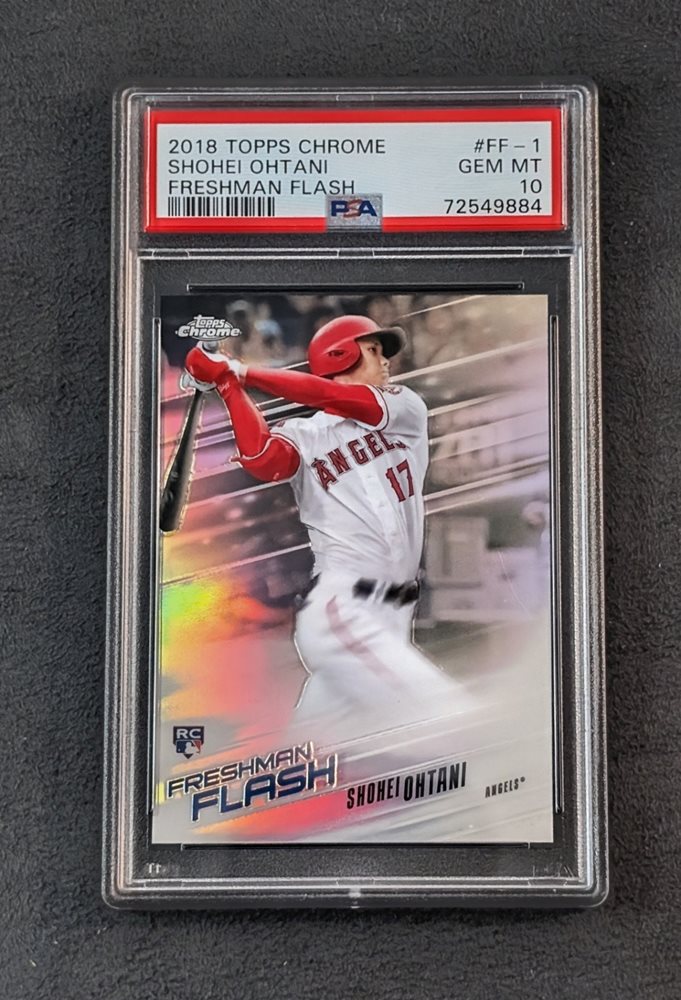 2018 TOPPS CHROME #FF-1
SHOHEI OHTANI GEM MT
FRESHMAN FLASH 10
PSA 72549884
Topps
Chrome
ANGELS
17
RC
FRESHMAN
FLASH
SHOHEI OHTANI
ANGELS®